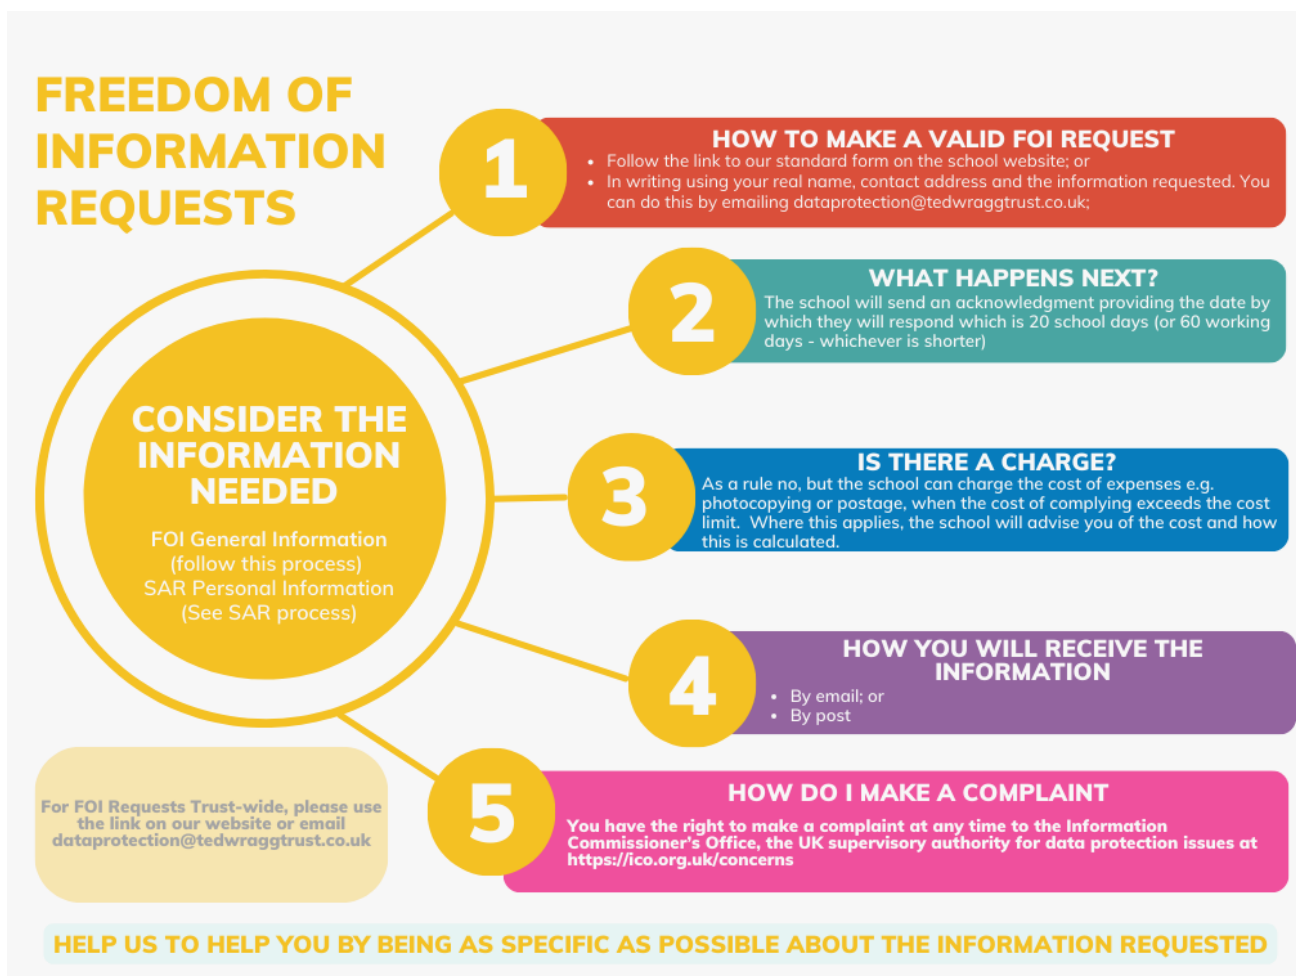 FREEDOM OF
INFORMATION
REQUESTS
CONSIDER THE
INFORMATION
NEEDED
FOI General Information
(follow this process)
SAR Personal Information
(See SAR process)
1
HOW TO MAKE A VALID FOI REQUEST
• Follow the link to our standard form on the school website; or
• In writing using your real name, contact address and the information requested. You
can do this by emailing dataprotection@tedwraggtrust.co.uk;
2
WHAT HAPPENS NEXT?
The school will send an acknowledgment providing the date by
which they will respond which is 20 school days (or 60 working
days - whichever is shorter)
3
IS THERE A CHARGE?
As a rule no, but the school can charge the cost of expenses e.g.
photocopying or postage, when the cost of complying exceeds the cost
limit. Where this applies, the school will advise you of the cost and how
this is calculated.
4
HOW YOU WILL RECEIVE THE
INFORMATION
• By email; or
• By post
5
HOW DO I MAKE A COMPLAINT
You have the right to make a complaint at any time to the Information
Commissioner's Office, the UK supervisory authority for data protection issues at
https://ico.org.uk/concerns
For FOI Requests Trust-wide, please use
the link on our website or email
dataprotection@tedwraggtrust.co.uk
HELP US TO HELP YOU BY BEING AS SPECIFIC AS POSSIBLE ABOUT THE INFORMATION REQUESTED